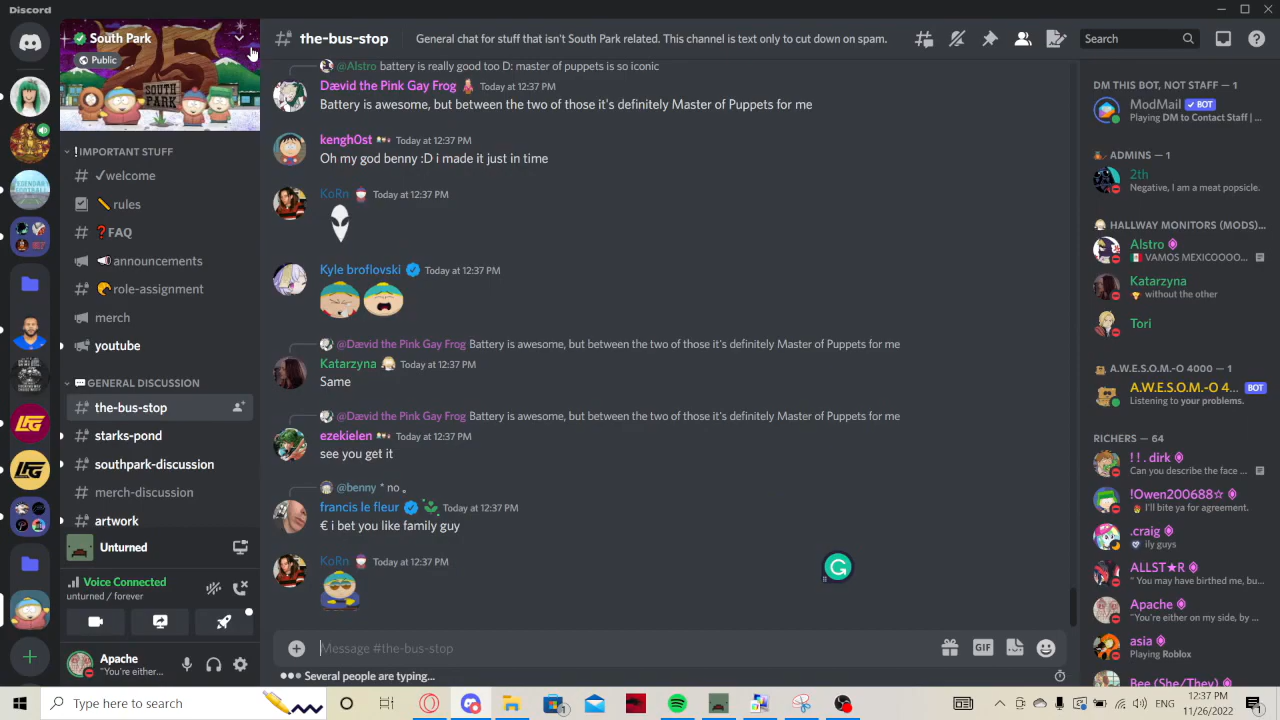 Discord
South Park
Public
25
SOUTH PARK
! IMPORTANT STUFF
✓welcome
rules
❓FAQ
announcements
role-assignment
merch
youtube
GENERAL DISCUSSION
the-bus-stop
starks-pond
southpark-discussion
merch-discussion
artwork
Unturned
Voice Connected
unturned / forever
Apache
"You're either...
the-bus-stop
General chat for stuff that isn't South Park related. This channel is text only to cut down on spam.
Search
@Alstro battery is really good too D: master of puppets is so iconic
Dævid the Pink Gay Frog Today at 12:37 PM
Battery is awesome, but between the two of those it's definitely Master of Puppets for me
kengh0st Today at 12:37 PM
Oh my god benny :D i made it just in time
KoRn Today at 12:37 PM
Kyle broflovski Today at 12:37 PM
@Dævid the Pink Gay Frog Battery is awesome, but between the two of those it's definitely Master of Puppets for me
Katarzyna Today at 12:37 PM
Same
@Dævid the Pink Gay Frog Battery is awesome, but between the two of those it's definitely Master of Puppets for me
ezekielen Today at 12:37 PM
see you get it
@benny * no 。
francis le fleur Today at 12:37 PM
€ i bet you like family guy
KoRn Today at 12:37 PM
Message #the-bus-stop
GIF
Several people are typing...
DM THIS BOT, NOT STAFF — 1
ModMail ✓ BOT
Playing DM to Contact Staff | ...
ADMINS — 1
2th
Negative, I am a meat popsicle.
HALLWAY MONITORS (MODS)...
Alstro
VAMOS MEXICOOOO...
Katarzyna
without the other
Tori
A.W.E.S.O.M.-O 4000 — 1
A.W.E.S.O.M.-O 4... BOT
Listening to your problems.
RICHERS — 64
! ! . dirk
Can you describe the face ...
!Owen200688☆
I'll bite ya for agreement.
.craig
ily guys
ALLST★R
" You may have birthed me, bu...
Apache
"You're either on my side, by ...
asia
Playing Roblox
Bee (She/They)
Type here to search
12:37 PM
11/26/2022